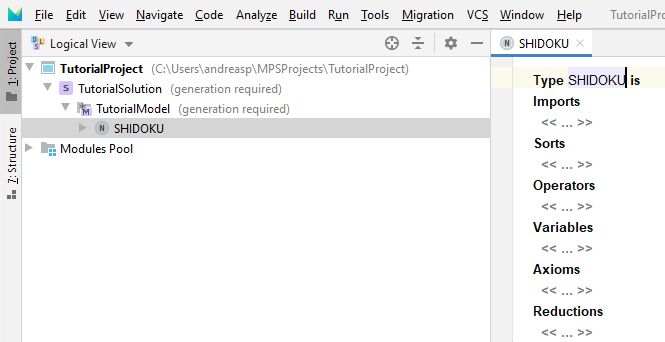 File Edit View Navigate Code Analyze Build Run Tools Migration VCS Window Help TutorialPro
1: Project
7: Structure
Logical View
TutorialProject (C:\Users\andreasp\MPSProjects\TutorialProject)
S TutorialSolution (generation required)
M TutorialModel (generation required)
N SHIDOKU
Modules Pool
N SHIDOKU
Type SHIDOKU is
Imports
<< ... >>
Sorts
<< ... >>
Operators
<< ... >>
Variables
<< ... >>
Axioms
<< ... >>
Reductions
<< ... >>